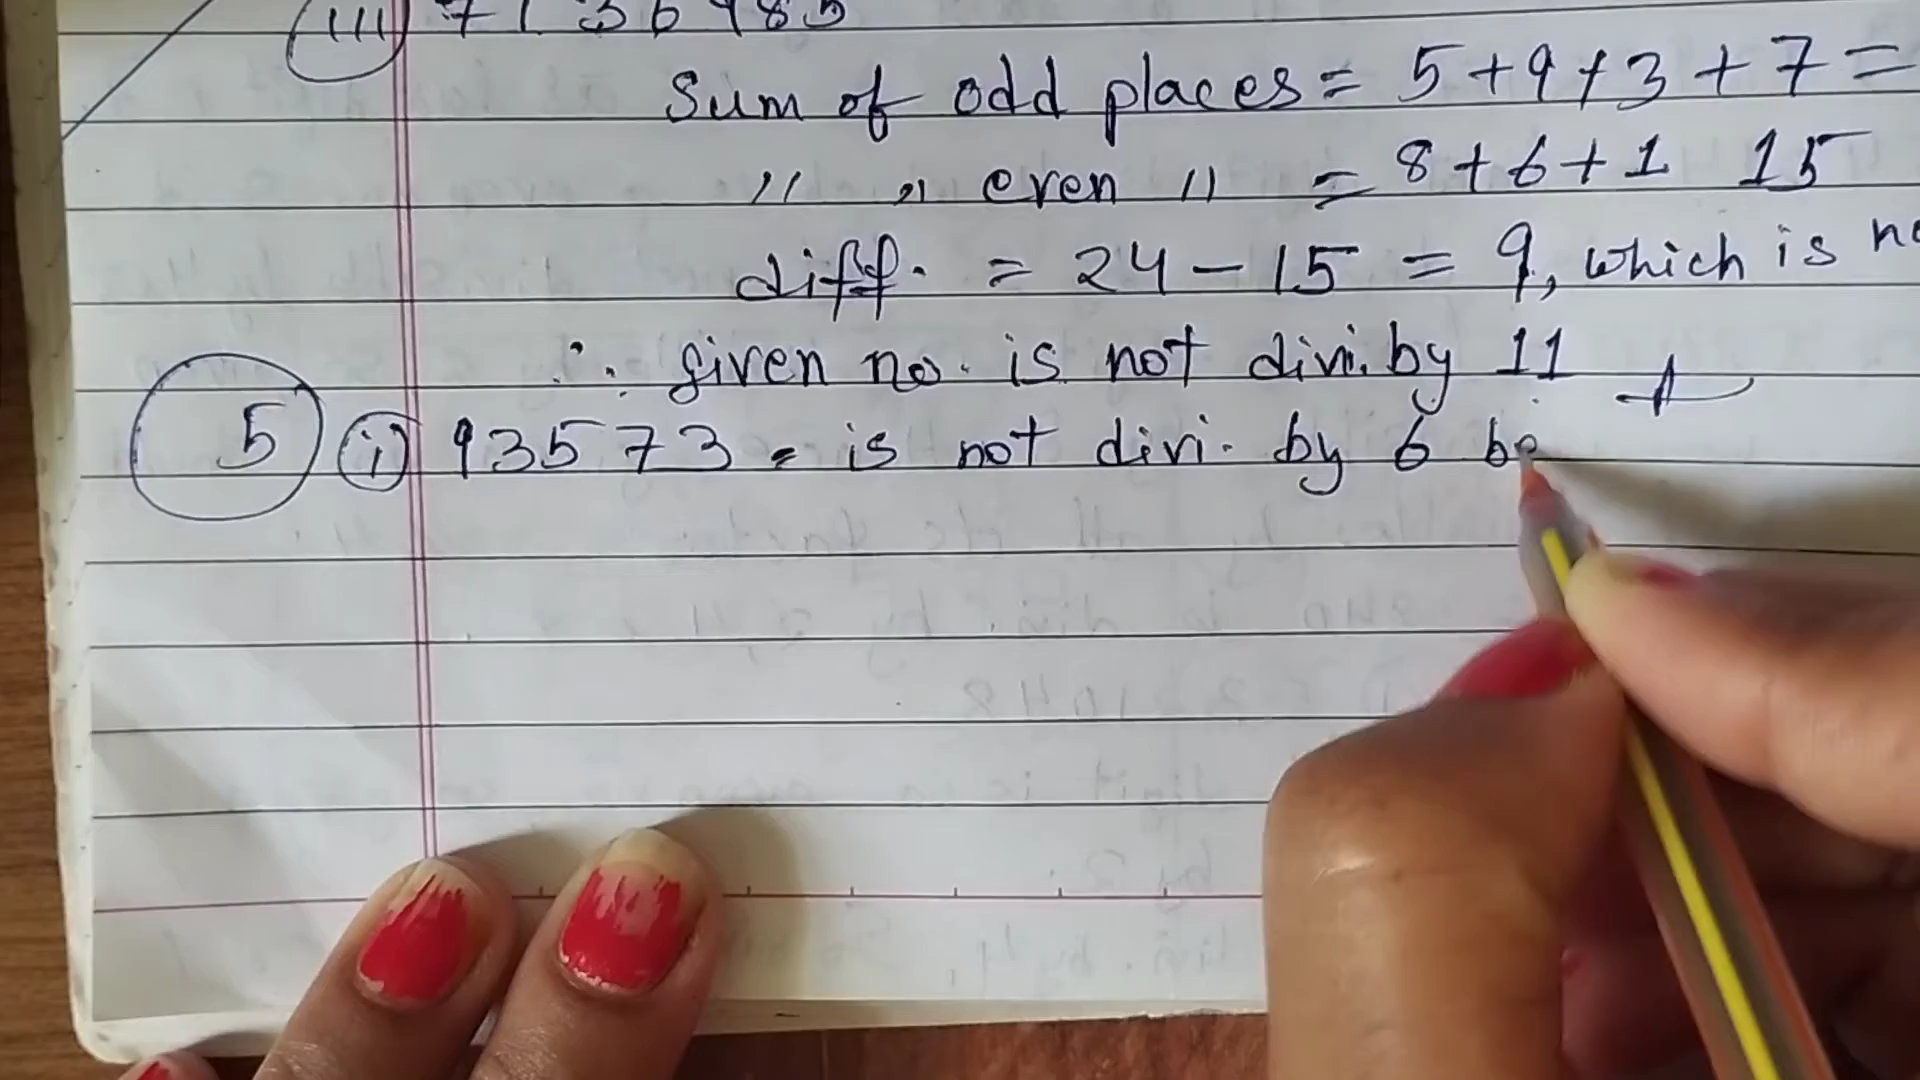 (iii) 7136985
Sum of odd places = 5+9+3+7=
" " even " = 8+6+1 15
diff. = 24-15 = 9, which is no
∴ given no. is not divi. by 11
5 (i) 93573 - is not divi. by 6 be